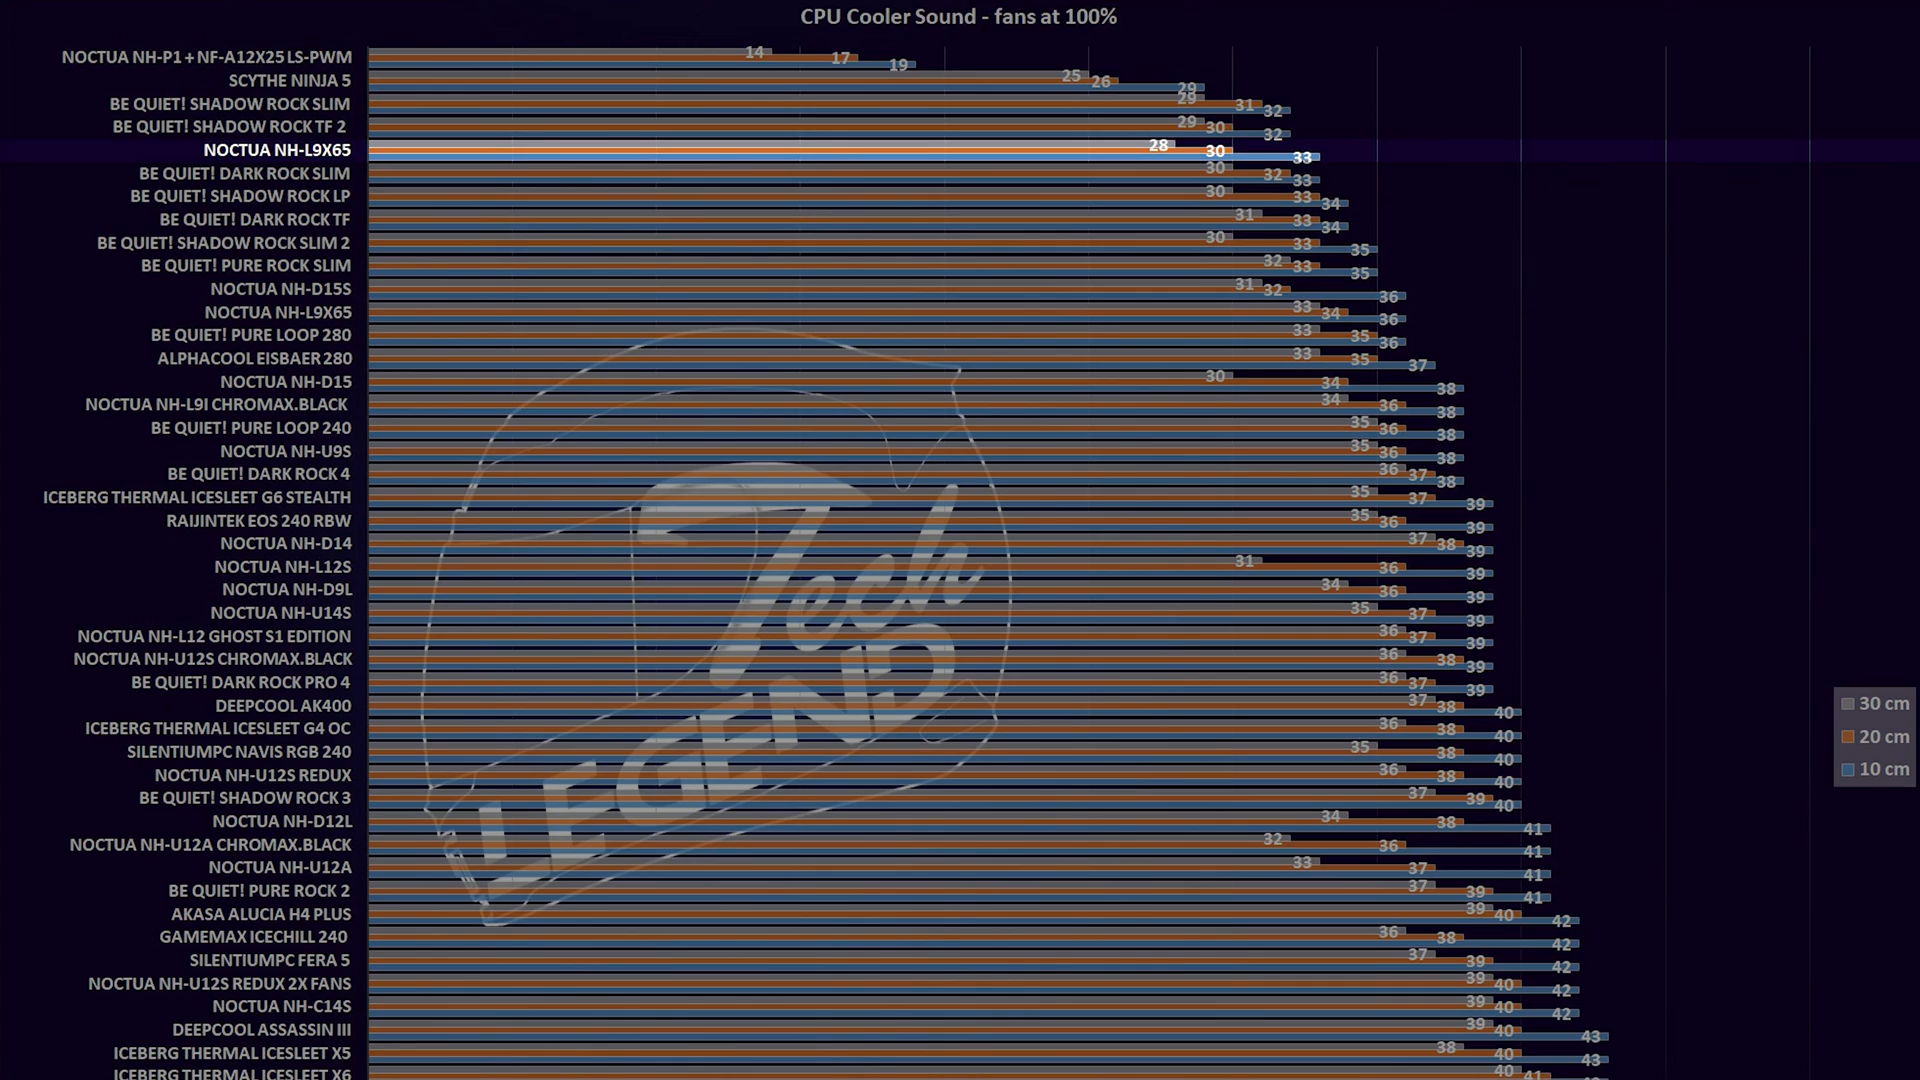 CPU Cooler Sound - fans at 100%
NOCTUA NH-P1 + NF-A12X25 LS-PWM 14 17 19
SCYTHE NINJA 5 25 26 29
BE QUIET! SHADOW ROCK SLIM 29 31 32
BE QUIET! SHADOW ROCK TF 2 29 30 32
NOCTUA NH-L9X65 28 30 33
BE QUIET! DARK ROCK SLIM 30 32 33
BE QUIET! SHADOW ROCK LP 30 33 34
BE QUIET! DARK ROCK TF 31 33 34
BE QUIET! SHADOW ROCK SLIM 2 30 33 35
BE QUIET! PURE ROCK SLIM 32 33 35
NOCTUA NH-D15S 31 32 36
NOCTUA NH-L9X65 33 34 36
BE QUIET! PURE LOOP 280 33 35 36
ALPHACOOL EISBAER 280 33 35 37
NOCTUA NH-D15 30 34 38
NOCTUA NH-L9I CHROMAX.BLACK 34 36 38
BE QUIET! PURE LOOP 240 35 36 38
NOCTUA NH-U9S 35 36 38
BE QUIET! DARK ROCK 4 36 37 38
ICEBERG THERMAL ICESLEET G6 STEALTH 35 37 39
RAIJINTEK EOS 240 RBW 35 36 39
NOCTUA NH-D14 37 38 39
NOCTUA NH-L12S 31 36 39
NOCTUA NH-D9L 34 36 39
NOCTUA NH-U14S 35 37 39
NOCTUA NH-L12 GHOST S1 EDITION 36 37 39
NOCTUA NH-U12S CHROMAX.BLACK 36 38 39
BE QUIET! DARK ROCK PRO 4 36 37 39
DEEPCOOL AK400 37 38 40
ICEBERG THERMAL ICESLEET G4 OC 36 38 40
SILENTIUMPC NAVIS RGB 240 35 38 40
NOCTUA NH-U12S REDUX 36 38 40
BE QUIET! SHADOW ROCK 3 37 39 40
NOCTUA NH-D12L 34 38 41
NOCTUA NH-U12A CHROMAX.BLACK 32 36 41
NOCTUA NH-U12A 33 37 41
BE QUIET! PURE ROCK 2 37 39 41
AKASA ALUCIA H4 PLUS 39 40 42
GAMEMAX ICECHILL 240 36 38 42
SILENTIUMPC FERA 5 37 39 42
NOCTUA NH-U12S REDUX 2X FANS 39 40 42
NOCTUA NH-C14S 39 40 42
DEEPCOOL ASSASSIN III 39 40 43
ICEBERG THERMAL ICESLEET X5 38 40 43
ICEBERG THERMAL ICESLEET X6 40 41
30 cm
20 cm
10 cm
Tech
LEGEND